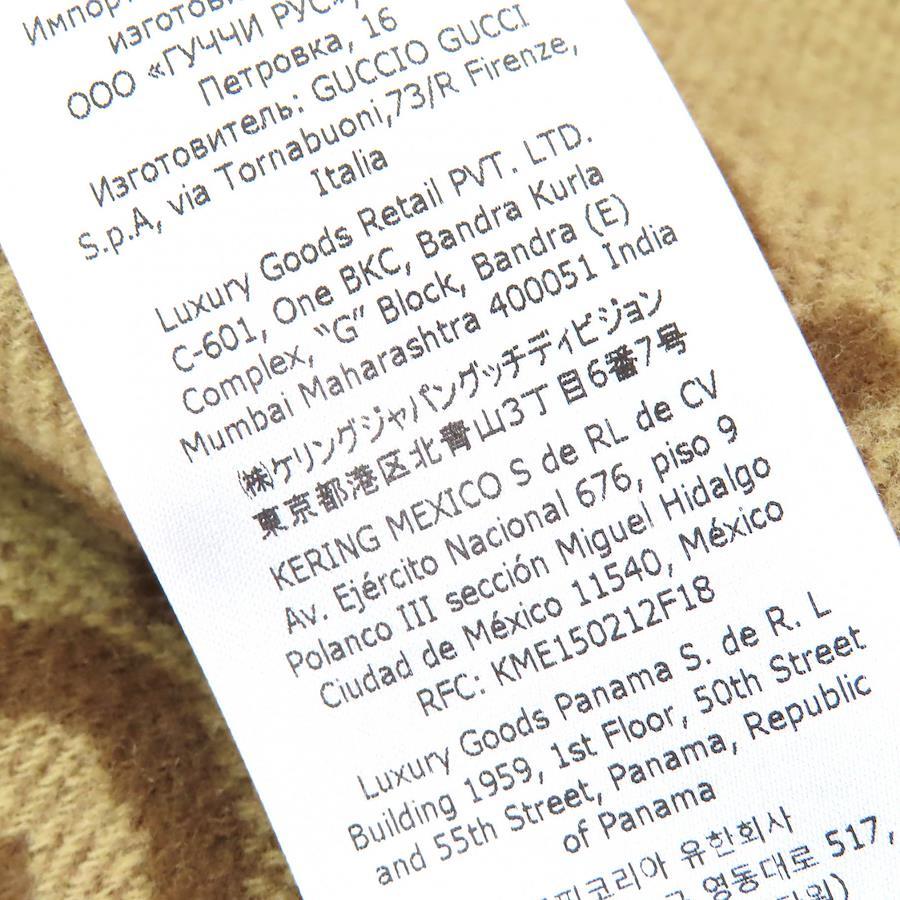 Импорт
изготови
ООО «ГУЧЧИ РУС»,
Петровка, 16
Изготовитель: GUCCIO GUCCI
S.p.A, via Tornabuoni,73/R Firenze,
Italia
Luxury Goods Retail PVT. LTD.
C-601, One BKC, Bandra Kurla
Complex, “G” Block, Bandra (E)
Mumbai Maharashtra 400051 India
㈱ケリングジャパングッチディビジョン
東京都港区北青山3丁目6番7号
KERING MEXICO S de RL de CV
Av. Ejército Nacional 676, piso 9
Polanco III sección Miguel Hidalgo
Ciudad de México 11540, México
RFC: KME150212F18
Luxury Goods Panama S. de R. L
Building 1959, 1st Floor, 50th Street
and 55th Street, Panama, Republic
of Panama
코리아 유한회사
영동대로 517,